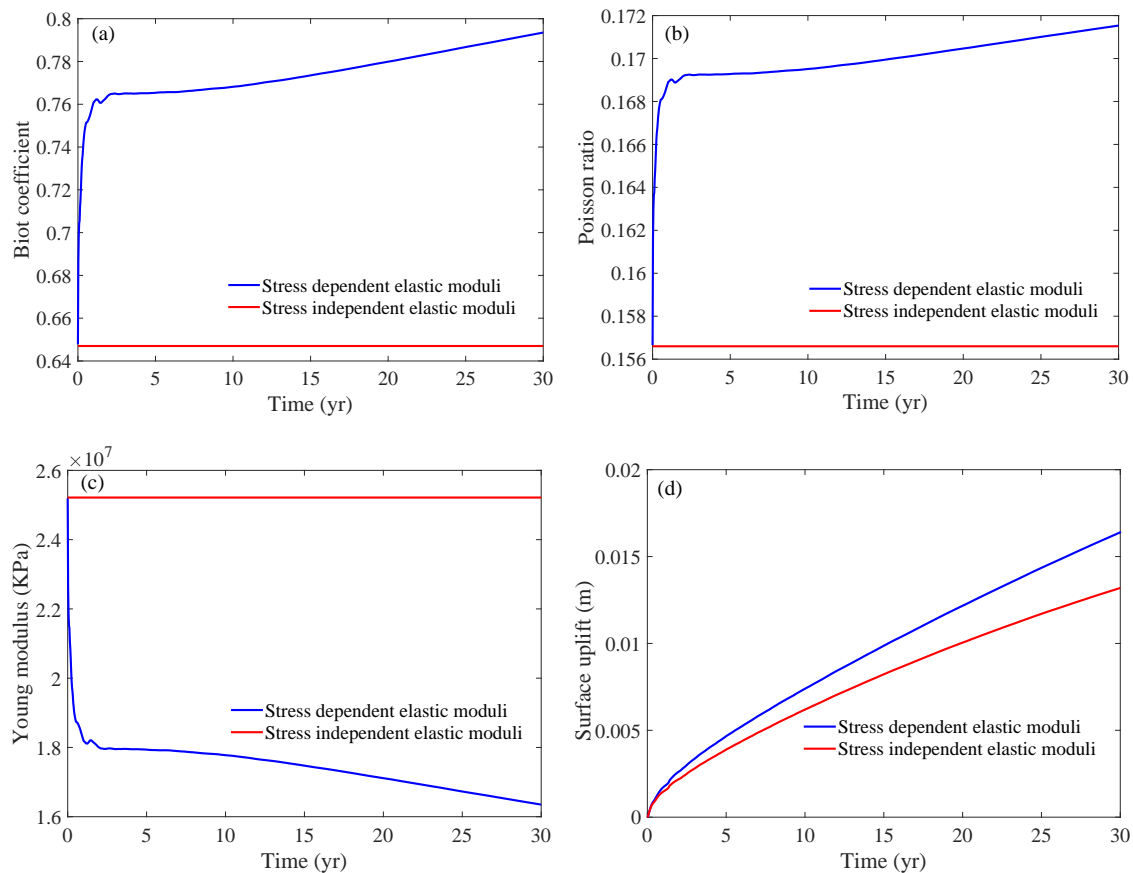 (a)
0.8
0.78
0.76
0.74
0.72
0.7
0.68
0.66
0.64
Biot coefficient
Stress dependent elastic moduli
Stress independent elastic moduli
0 5 10 15 20 25 30
Time (yr)
(b)
0.172
0.17
0.168
0.166
0.164
0.162
0.16
0.158
0.156
Poisson ratio
Stress dependent elastic moduli
Stress independent elastic moduli
0 5 10 15 20 25 30
Time (yr)
×10⁷
(c)
2.6
2.4
2.2
2
1.8
1.6
Young modulus (KPa)
Stress dependent elastic moduli
Stress independent elastic moduli
0 5 10 15 20 25 30
Time (yr)
(d)
0.02
0.015
0.01
0.005
0
Surface uplift (m)
Stress dependent elastic moduli
Stress independent elastic moduli
0 5 10 15 20 25 30
Time (yr)